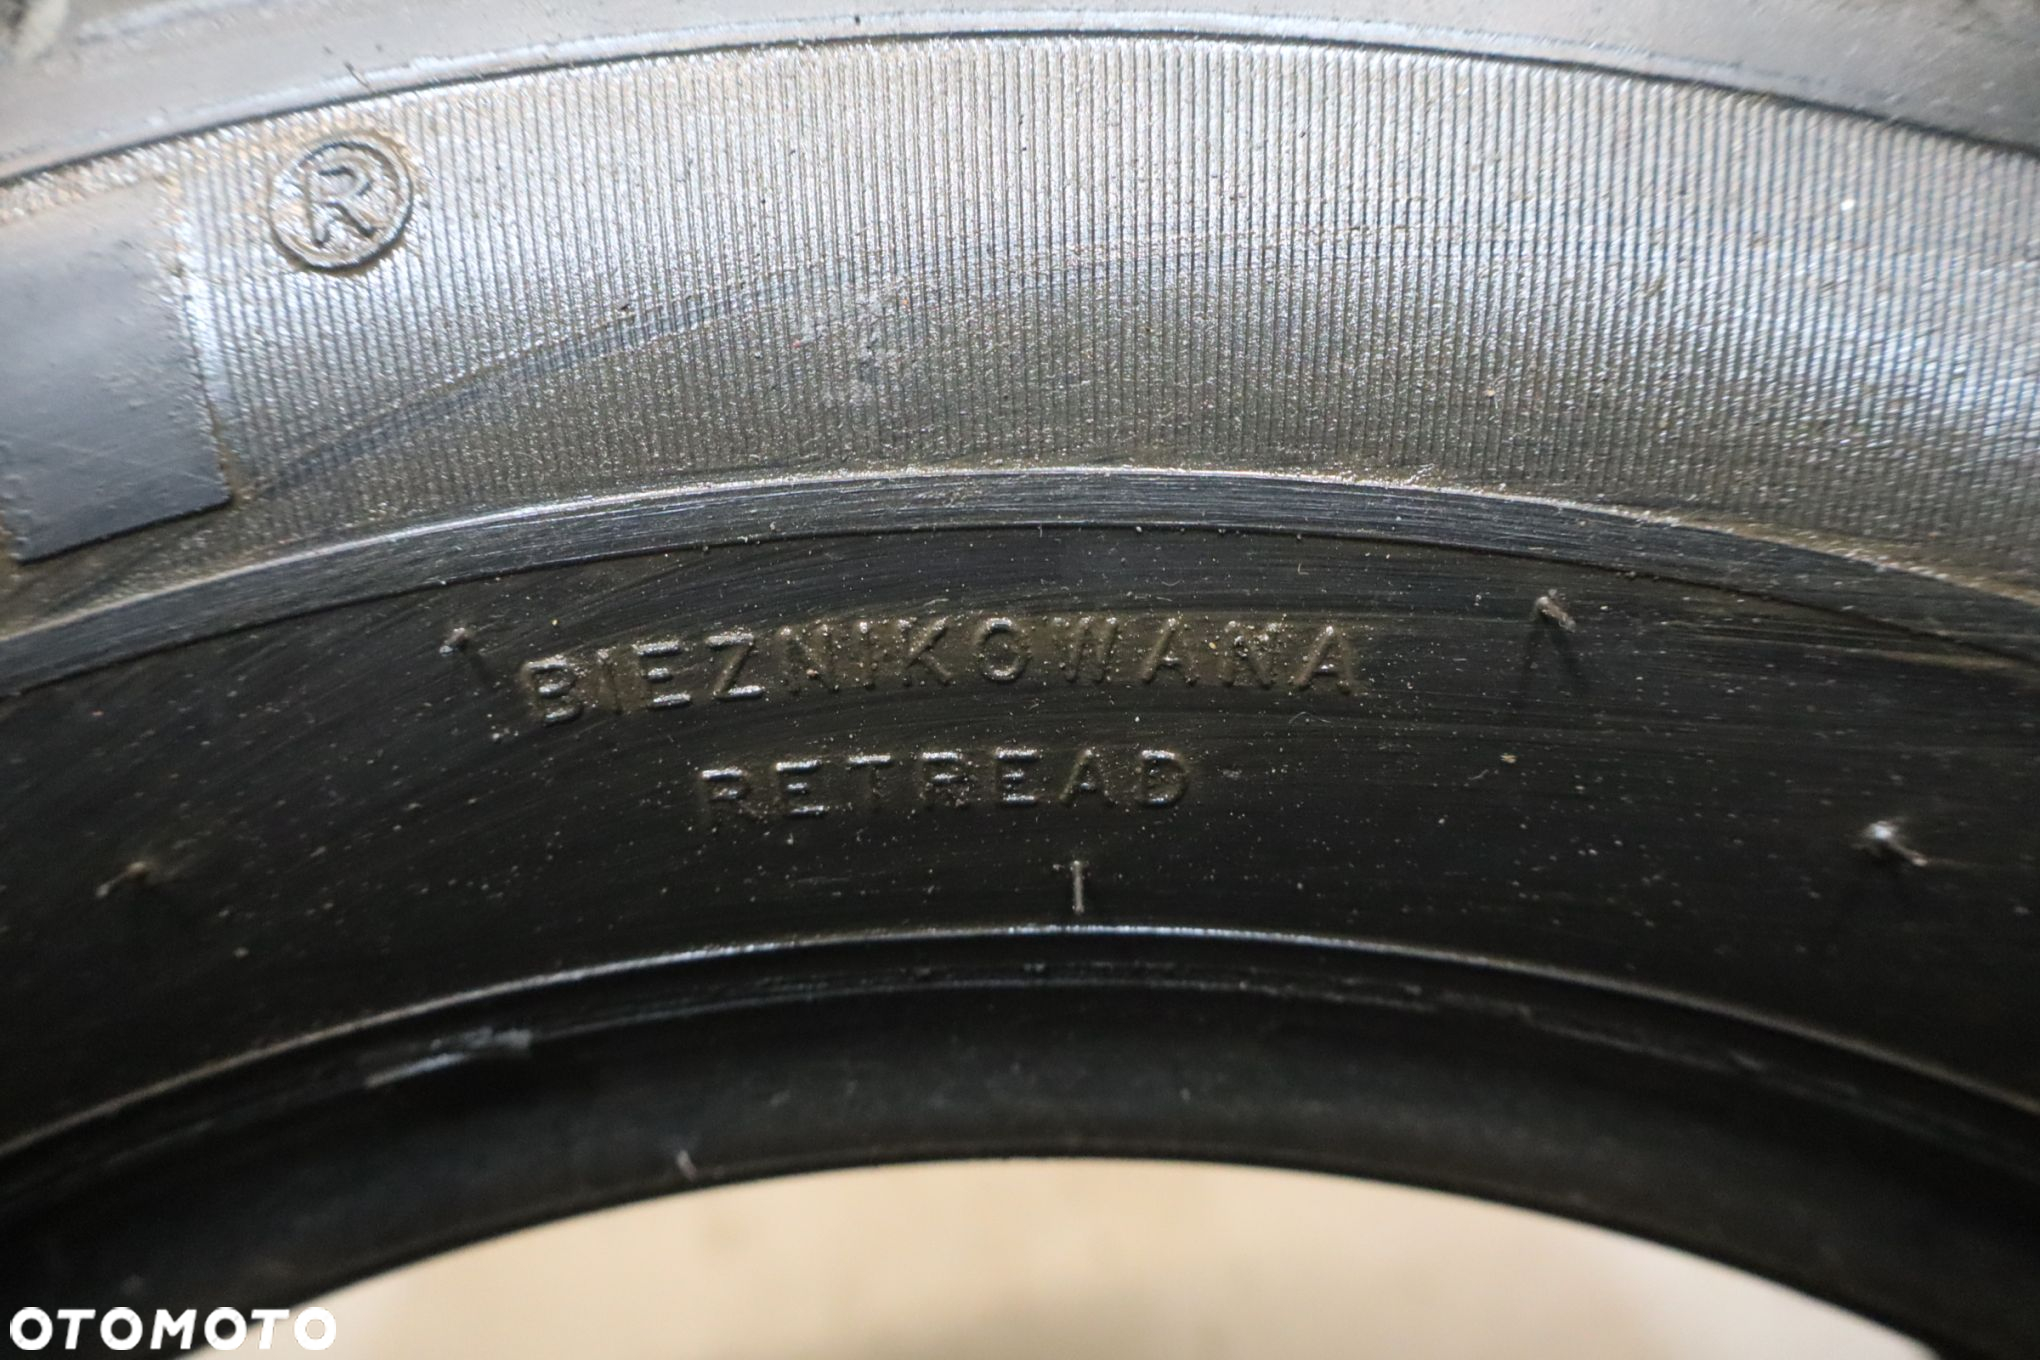 ®
BIEZNIKOWANA
RETREAD
OTOMOTO